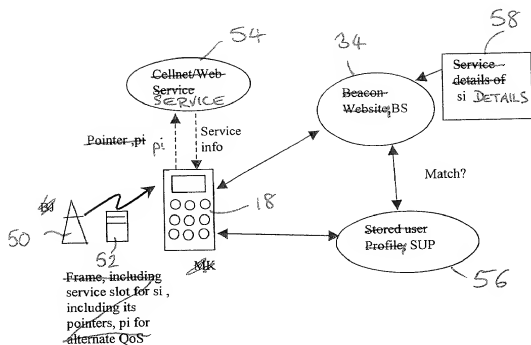 54
Cellnet/Web
Service
SERVICE
34
Beacon
Website, BS
58
Service
details of
si DETAILS
Pointer ,pi
pi
Service
info
Match?
18
50
52
MK
Stored user
Profile, SUP
56
Frame, including
service slot for si ,
including its
pointers, pi for
alternate QoS